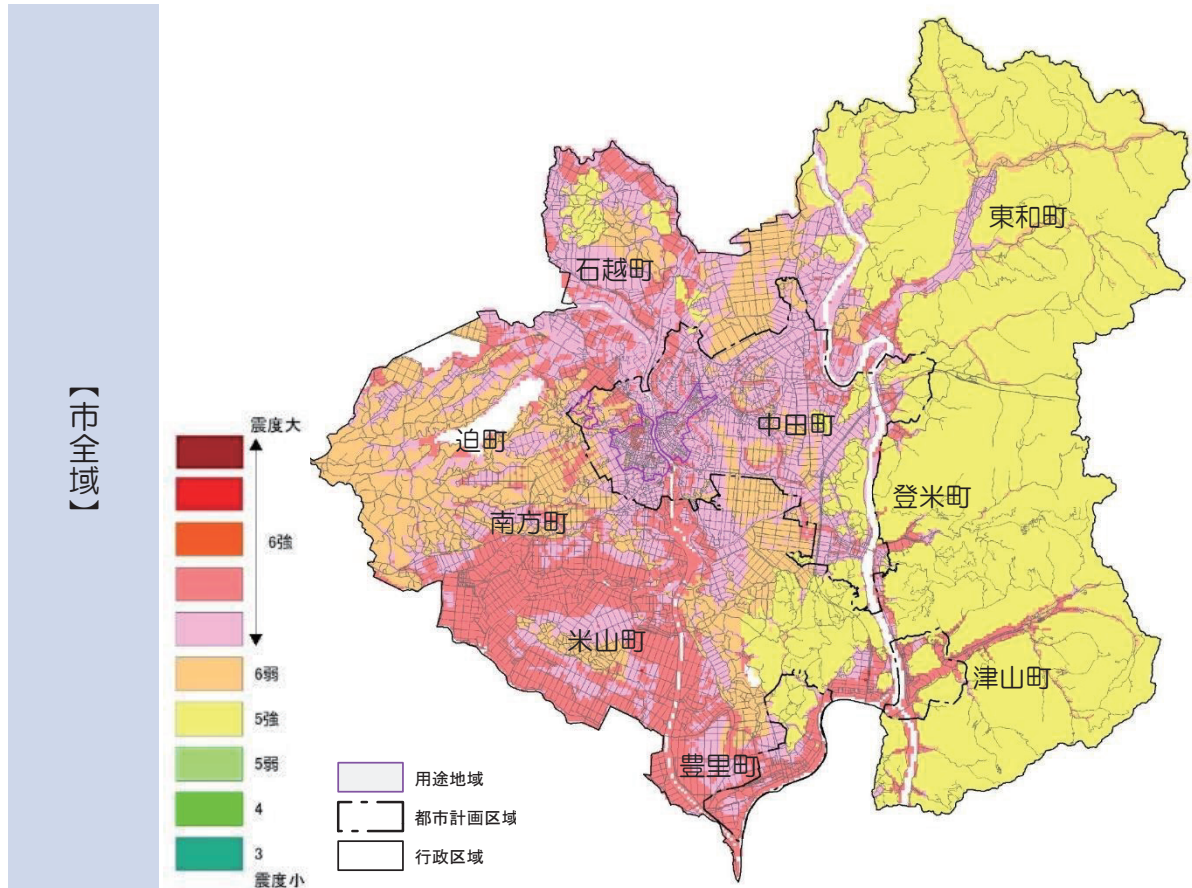 【市全域】
震度大
6強
6弱
5強
5弱
4
3
震度小
用途地域
都市計画区域
行政区域
石越町
東和町
迫町
中田町
南方町
登米町
米山町
津山町
豊里町